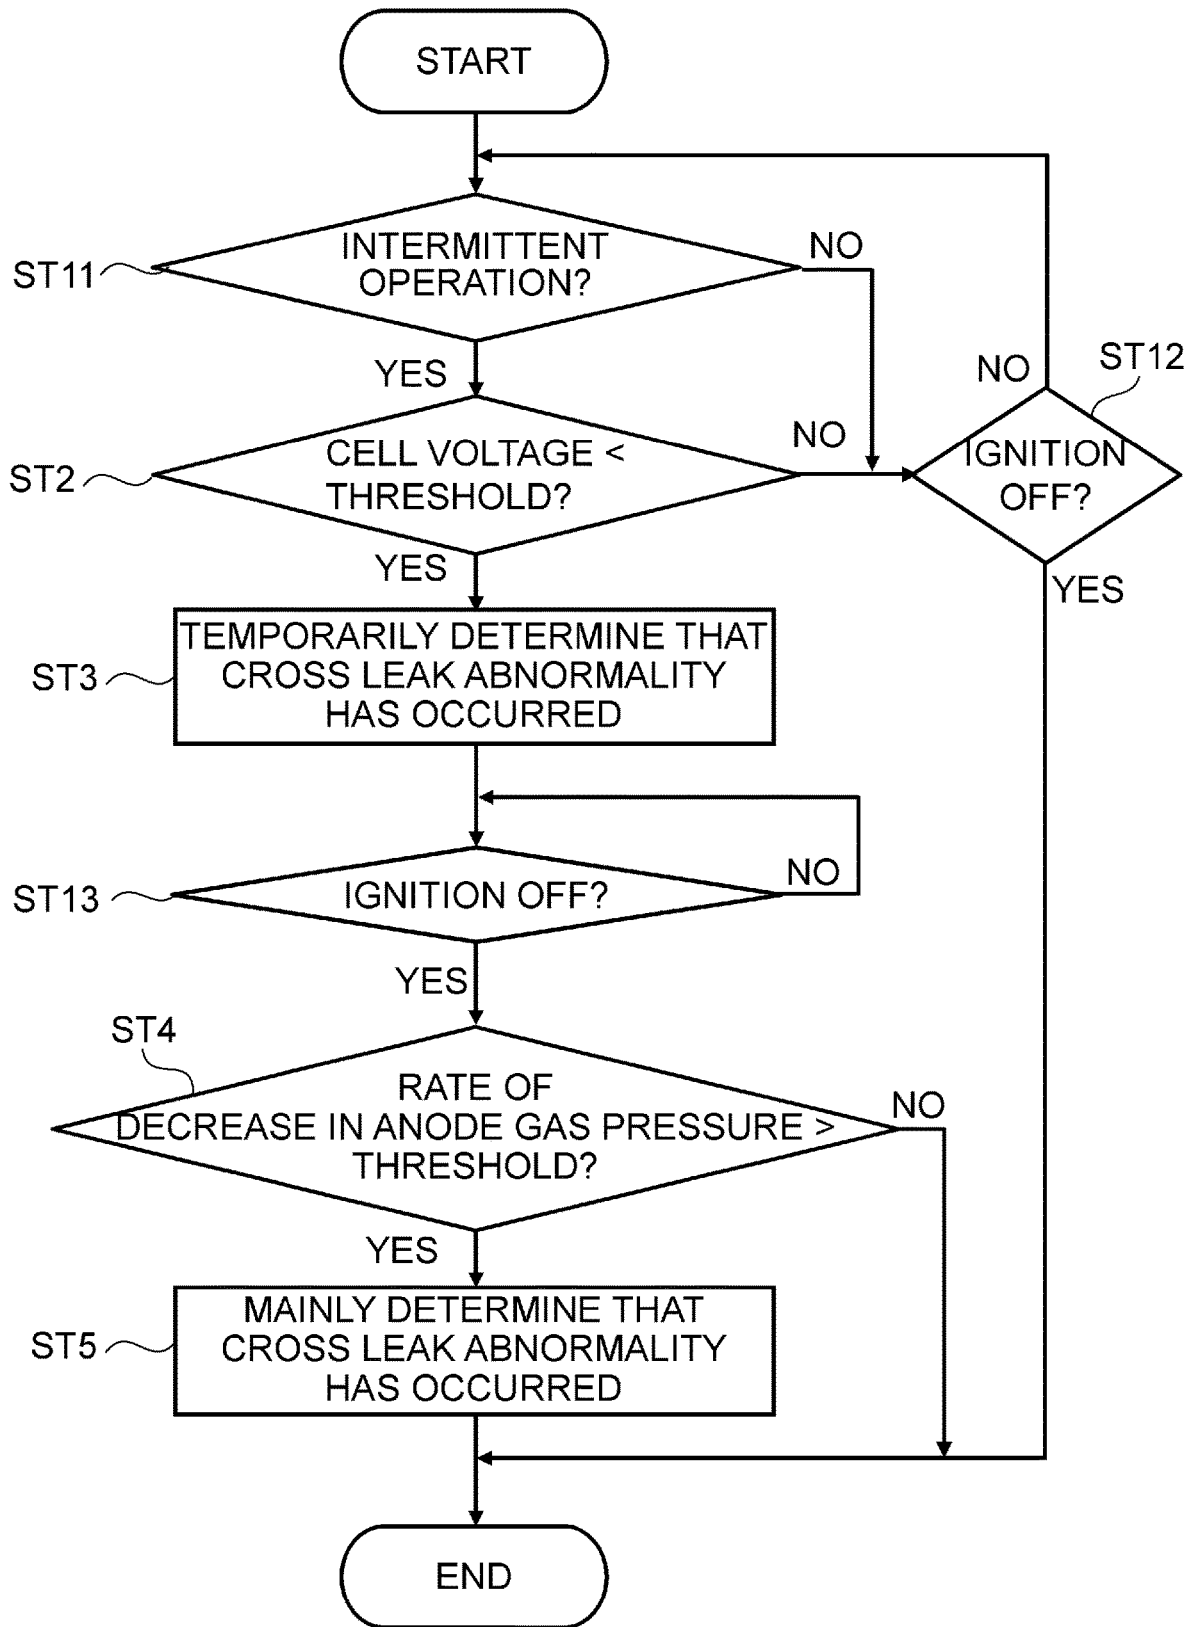 START
INTERMITTENT
OPERATION?
NO
ST11
YES
NO
ST12
CELL VOLTAGE <
THRESHOLD?
NO
ST2
IGNITION
OFF?
YES
YES
TEMPORARILY DETERMINE THAT
CROSS LEAK ABNORMALITY
HAS OCCURRED
ST3
IGNITION OFF?
NO
ST13
YES
ST4
RATE OF
DECREASE IN ANODE GAS PRESSURE >
THRESHOLD?
NO
YES
MAINLY DETERMINE THAT
CROSS LEAK ABNORMALITY
HAS OCCURRED
ST5
END